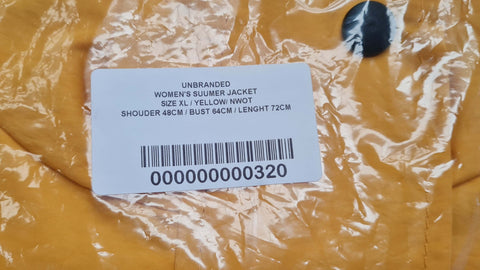 UNBRANDED
WOMEN'S SUUMER JACKET
SIZE XL / YELLOW/ NWOT
SHOUDER 48CM / BUST 64CM / LENGHT 72CM
000000000320